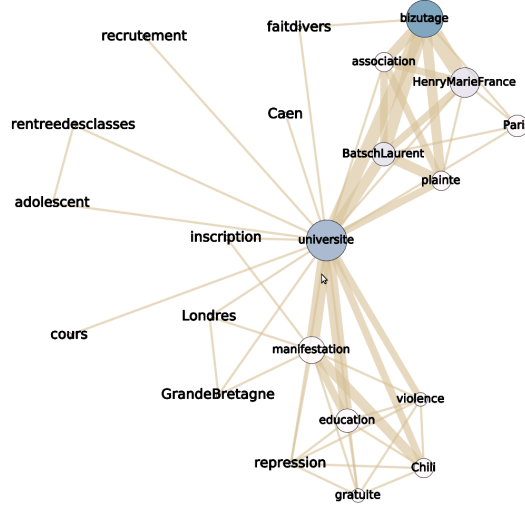 bizutage
faitdivers
recrutement
association
HenryMarieFrance
Caen
rentreedesclasses
Pari
BatschLaurent
plainte
adolescent
inscription
universite
Londres
cours
manifestation
GrandeBretagne
violence
education
repression
Chili
gratuite